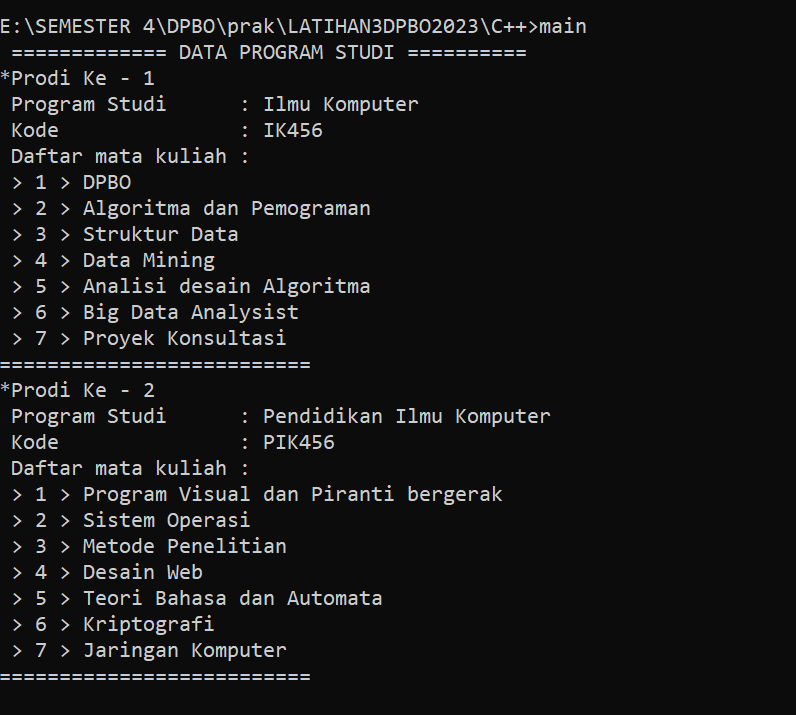 E:\SEMESTER 4\DPBO\prak\LATIHAN3DPBO2023\C++>main
============= DATA PROGRAM STUDI ==========
*Prodi Ke - 1
Program Studi      : Ilmu Komputer
Kode               : IK456
Daftar mata kuliah :
> 1 > DPBO
> 2 > Algoritma dan Pemograman
> 3 > Struktur Data
> 4 > Data Mining
> 5 > Analisi desain Algoritma
> 6 > Big Data Analysist
> 7 > Proyek Konsultasi
==========================
*Prodi Ke - 2
Program Studi      : Pendidikan Ilmu Komputer
Kode               : PIK456
Daftar mata kuliah :
> 1 > Program Visual dan Piranti bergerak
> 2 > Sistem Operasi
> 3 > Metode Penelitian
> 4 > Desain Web
> 5 > Teori Bahasa dan Automata
> 6 > Kriptografi
> 7 > Jaringan Komputer
==========================